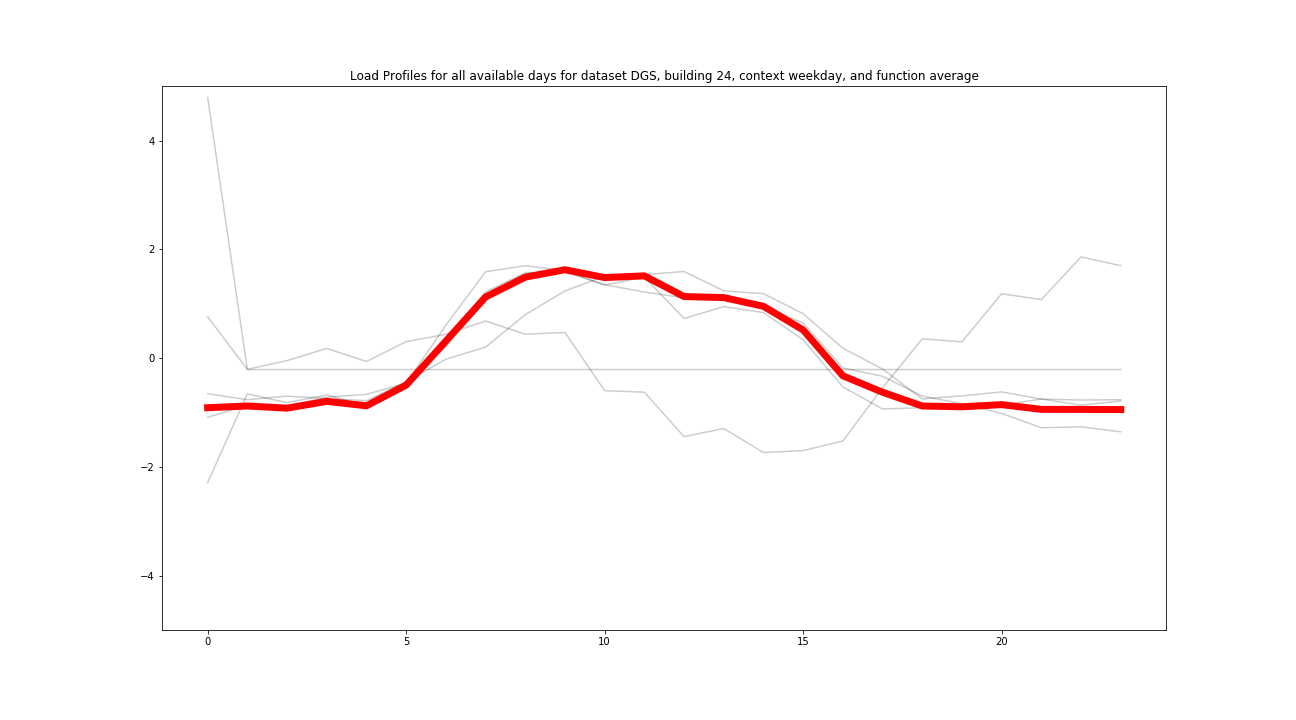 Load Profiles for all available days for dataset DGS, building 24, context weekday, and function average
4
2
0
−2
−4
0 5 10 15 20